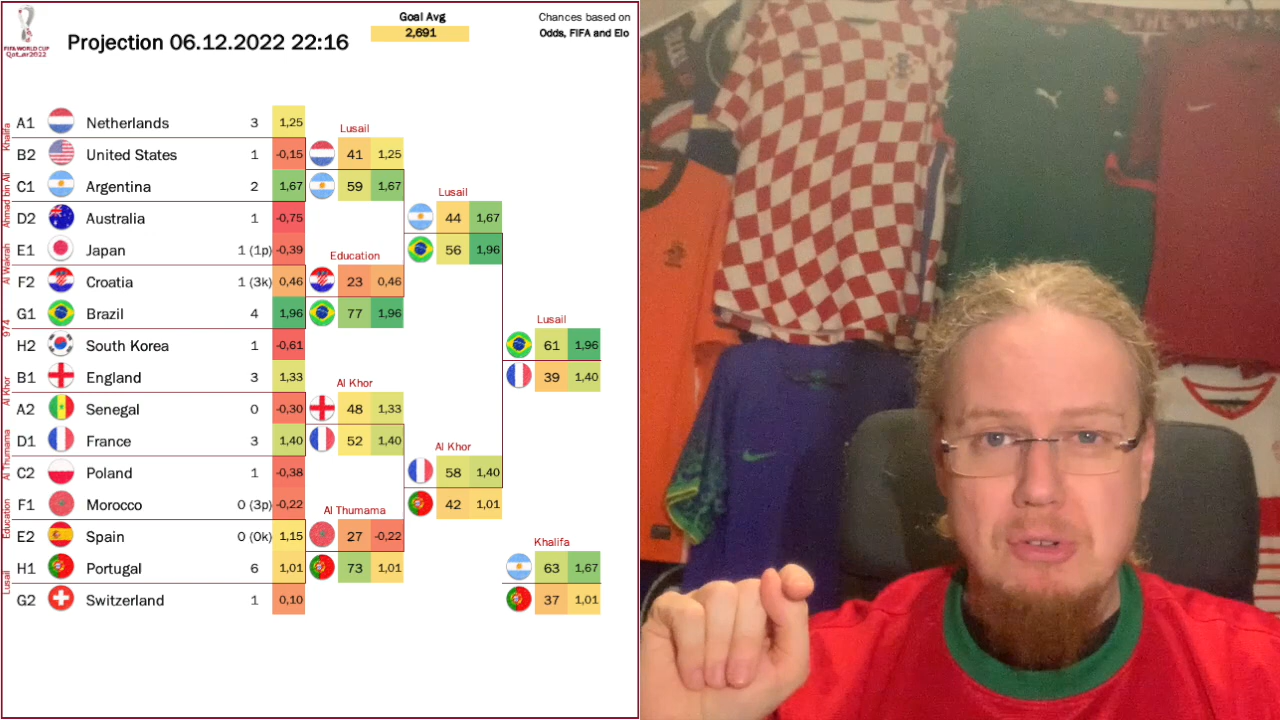 FIFA WORLD CUP
Qatar2022
Projection 06.12.2022 22:16
Goal Avg
2,691
Chances based on
Odds, FIFA and Elo
Khalifa
A1 Netherlands 3 1,25
B2 United States 1 -0,15
Ahmad bin Ali
C1 Argentina 2 1,67
D2 Australia 1 -0,75
Al Wakrah
E1 Japan 1 (1p) -0,39
F2 Croatia 1 (3k) 0,46
974
G1 Brazil 4 1,96
H2 South Korea 1 -0,61
Al Khor
B1 England 3 1,33
A2 Senegal 0 -0,30
Al Thumama
D1 France 3 1,40
C2 Poland 1 -0,38
Education
F1 Morocco 0 (3p) -0,22
E2 Spain 0 (0k) 1,15
Lusail
H1 Portugal 6 1,01
G2 Switzerland 1 0,10
Lusail
41 1,25
59 1,67
Education
23 0,46
77 1,96
Al Khor
48 1,33
52 1,40
Al Thumama
27 -0,22
73 1,01
Lusail
44 1,67
56 1,96
Al Khor
58 1,40
42 1,01
Lusail
61 1,96
39 1,40
Khalifa
63 1,67
37 1,01